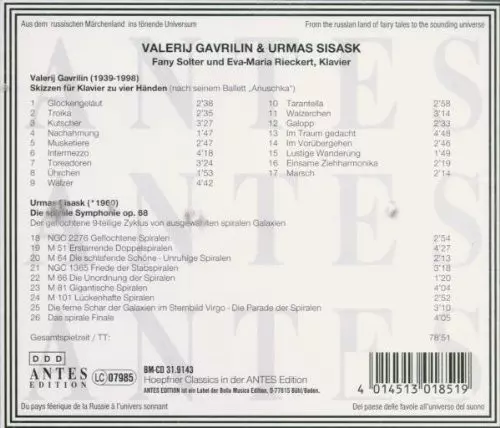 Aus dem russischen Märchenland ins tönende Universum
From the russian land of fairy tales to the sounding universe
VALERIJ GAVRILIN & URMAS SISASK
Fany Solter und Eva-Maria Rieckert, Klavier
Valerij Gavrilin (1939-1998)
Skizzen für Klavier zu vier Händen (nach seinem Ballett „Anuschka")
1 Glockengeläut 2'38
2 Troika 2'35
3 Kutscher 3'27
4 Nachahmung 1'47
5 Musketiere 2'47
6 Intermezzo 4'18
7 Toreadoren 3'24
8 Ührchen 1'53
9 Walzer 4'42
10 Tarantella 2'58
11 Walzerchen 3'14
12 Galopp 2'33
13 Im Traum gedacht 4'48
14 Im Vorübergehen 2'46
15 Lustige Wanderung 1'49
16 Einsame Ziehharmonika 2'19
17 Marsch 2'14
Urmas Sisask (*1960)
Die spirale Symphonie op. 68
Der geflochtene 9-teilige Zyklus von ausgewählten spiralen Galaxien
18 NGC 2276 Geflochtene Spiralen 2'54
19 M 51 Erstarrende Doppelspiralen 4'27
20 M 64 Die schlafende Schöne - Unruhige Spiralen 2'13
21 NGC 1365 Friede der Stabspiralen 3'18
22 M 66 Die Unordnung der Spiralen 1'20
23 M 81 Gigantische Spiralen 4'04
24 M 101 Lückenhafte Spiralen 2'52
25 Die ferne Schar der Galaxien im Sternbild Virgo - Die Parade der Spiralen 3'10
26 Das spirale Finale 4'05
Gesamtspielzeit / TT: 78'51
DDD
ANTES
EDITION
LC 07985
BM-CD 31.9143
Hoepfner Classics in der ANTES Edition
ANTES EDITION ist ein Label der Bella Musica Edition, D-77815 Bühl/Baden.
4 014513 018519
Du pays féerique de la Russie à l'univers sonnant
Dal paese delle favole all'universo del suono
ANTES
ANTES
ANTES